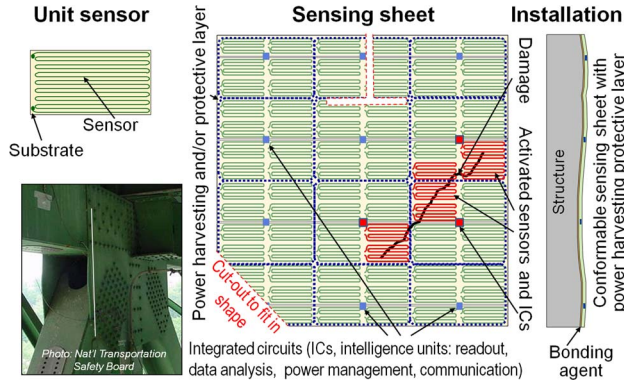 Unit sensor
Sensor
Substrate
Photo: Nat'l Transportation
Safety Board
Sensing sheet
Power harvesting and/or protective layer
Cut-out to fit in
shape
Damage
Activated sensors and ICs
Integrated circuits (ICs, intelligence units: readout,
data analysis, power management, communication)
Installation
Structure
Conformable sensing sheet with
power harvesting protective layer
Bonding
agent